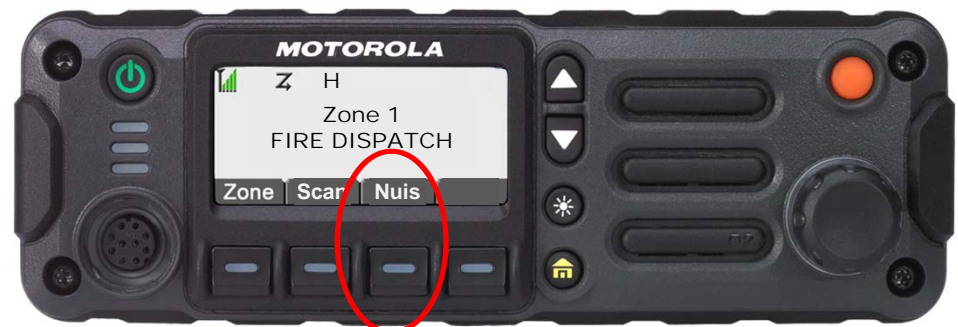 MOTOROLA
H
Zone 1
FIRE DISPATCH
Zone Scan Nuis